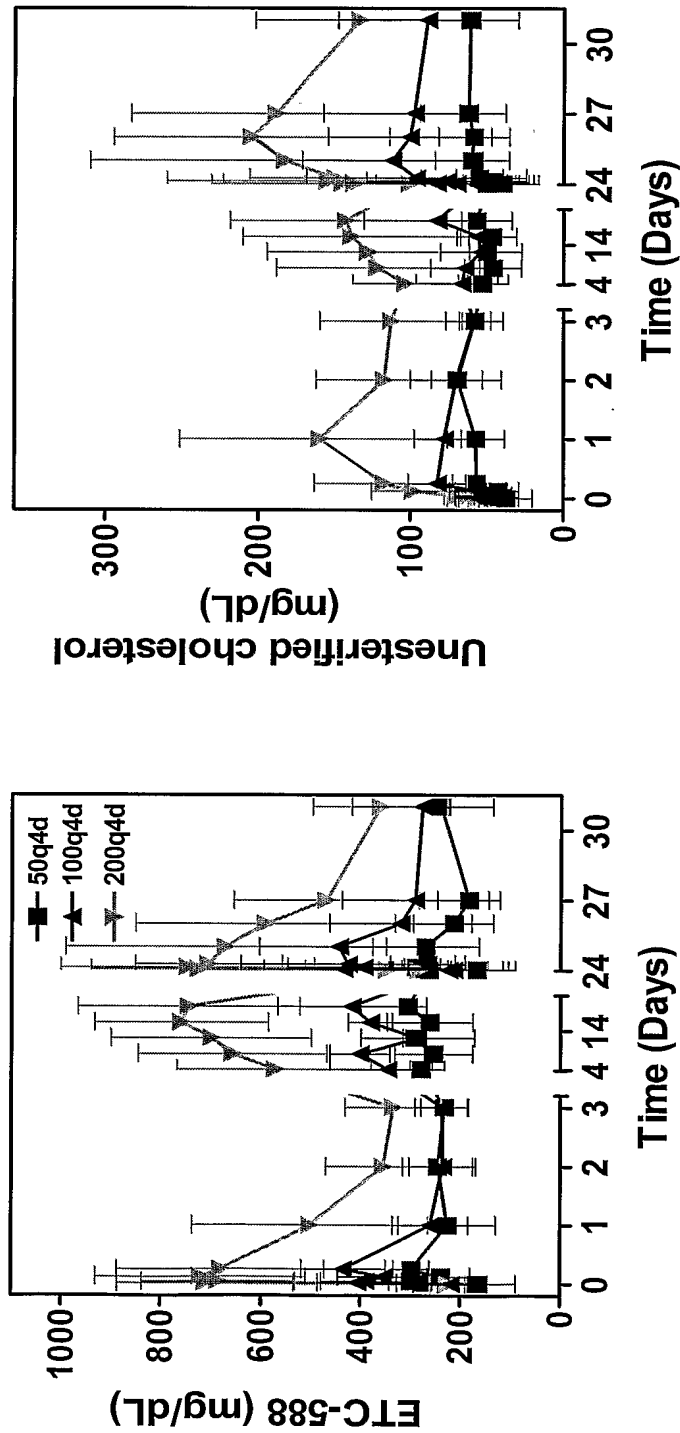 ETC-588 (mg/dL)
1000
800
600
400
200
0
50q4d
100q4d
200q4d
0 1 2 3 4 14 24 27 30
Time (Days)
Unesterified cholesterol
(mg/dL)
300
200
100
0
0 1 2 3 4 14 24 27 30
Time (Days)